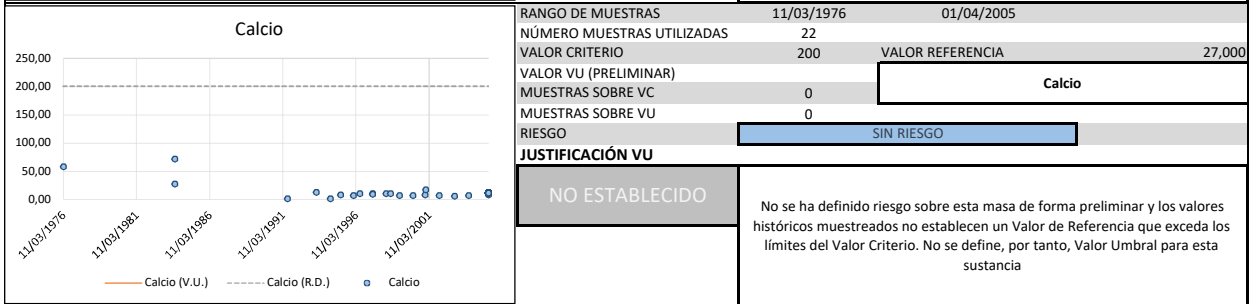 Calcio
250,00
200,00
150,00
100,00
50,00
0,00
11/03/1976
11/03/1981
11/03/1986
11/03/1991
11/03/1996
11/03/2001
Calcio (V.U.)
Calcio (R.D.)
Calcio
RANGO DE MUESTRAS 11/03/1976 01/04/2005
NÚMERO MUESTRAS UTILIZADAS 22
VALOR CRITERIO 200 VALOR REFERENCIA 27,000
VALOR VU (PRELIMINAR)
Calcio
MUESTRAS SOBRE VC 0
MUESTRAS SOBRE VU 0
RIESGO SIN RIESGO
JUSTIFICACIÓN VU
NO ESTABLECIDO
No se ha definido riesgo sobre esta masa de forma preliminar y los valores
históricos muestreados no establecen un Valor de Referencia que exceda los
límites del Valor Criterio. No se define, por tanto, Valor Umbral para esta
sustancia